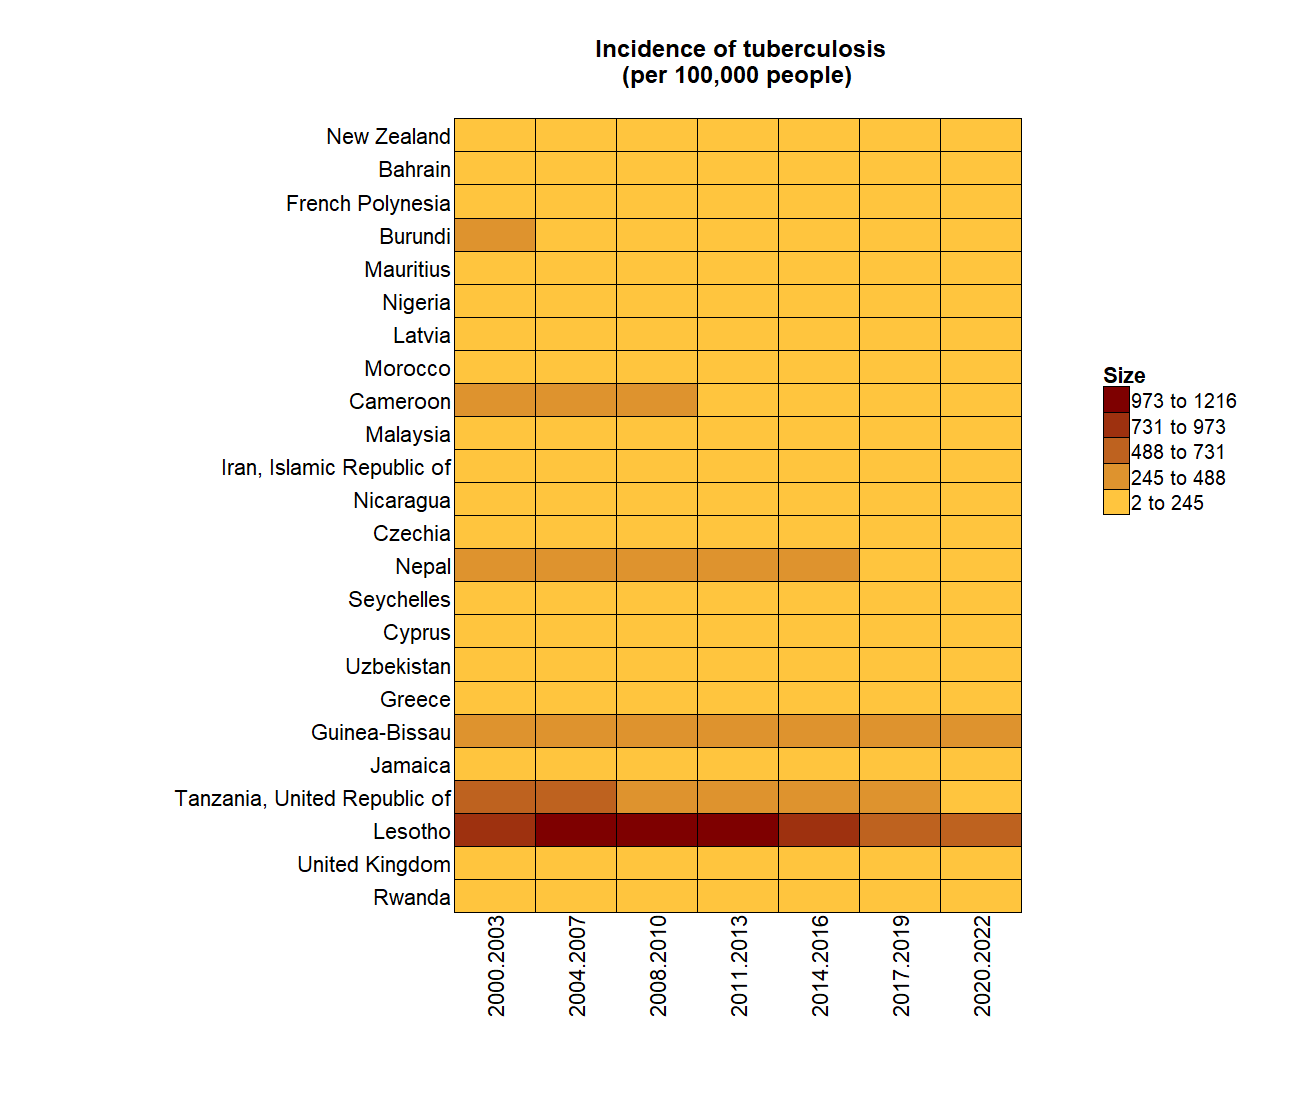 Incidence of tuberculosis
(per 100,000 people)
New Zealand
Bahrain
French Polynesia
Burundi
Mauritius
Nigeria
Latvia
Morocco
Cameroon
Malaysia
Iran, Islamic Republic of
Nicaragua
Czechia
Nepal
Seychelles
Cyprus
Uzbekistan
Greece
Guinea-Bissau
Jamaica
Tanzania, United Republic of
Lesotho
United Kingdom
Rwanda
2000.2003
2004.2007
2008.2010
2011.2013
2014.2016
2017.2019
2020.2022
Size
973 to 1216
731 to 973
488 to 731
245 to 488
2 to 245